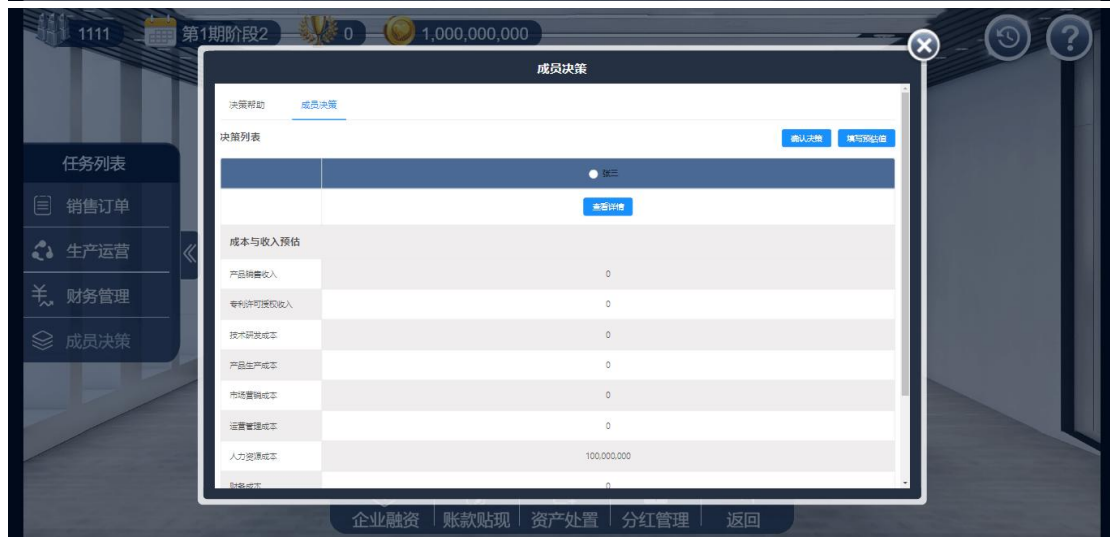 1111 第1期阶段2 0 1,000,000,000 ?
成员决策
决策帮助 成员决策
决策列表 确认决策 填写预估值
张三
查看详情
任务列表
销售订单
生产运营
财务管理
成员决策
成本与收入预估
产品销售收入 0
专利许可授权收入 0
技术研发成本 0
产品生产成本 0
市场营销成本 0
运营管理成本 0
人力资源成本 100,000,000
财务成本 0
企业融资 账款贴现 资产处置 分红管理 返回